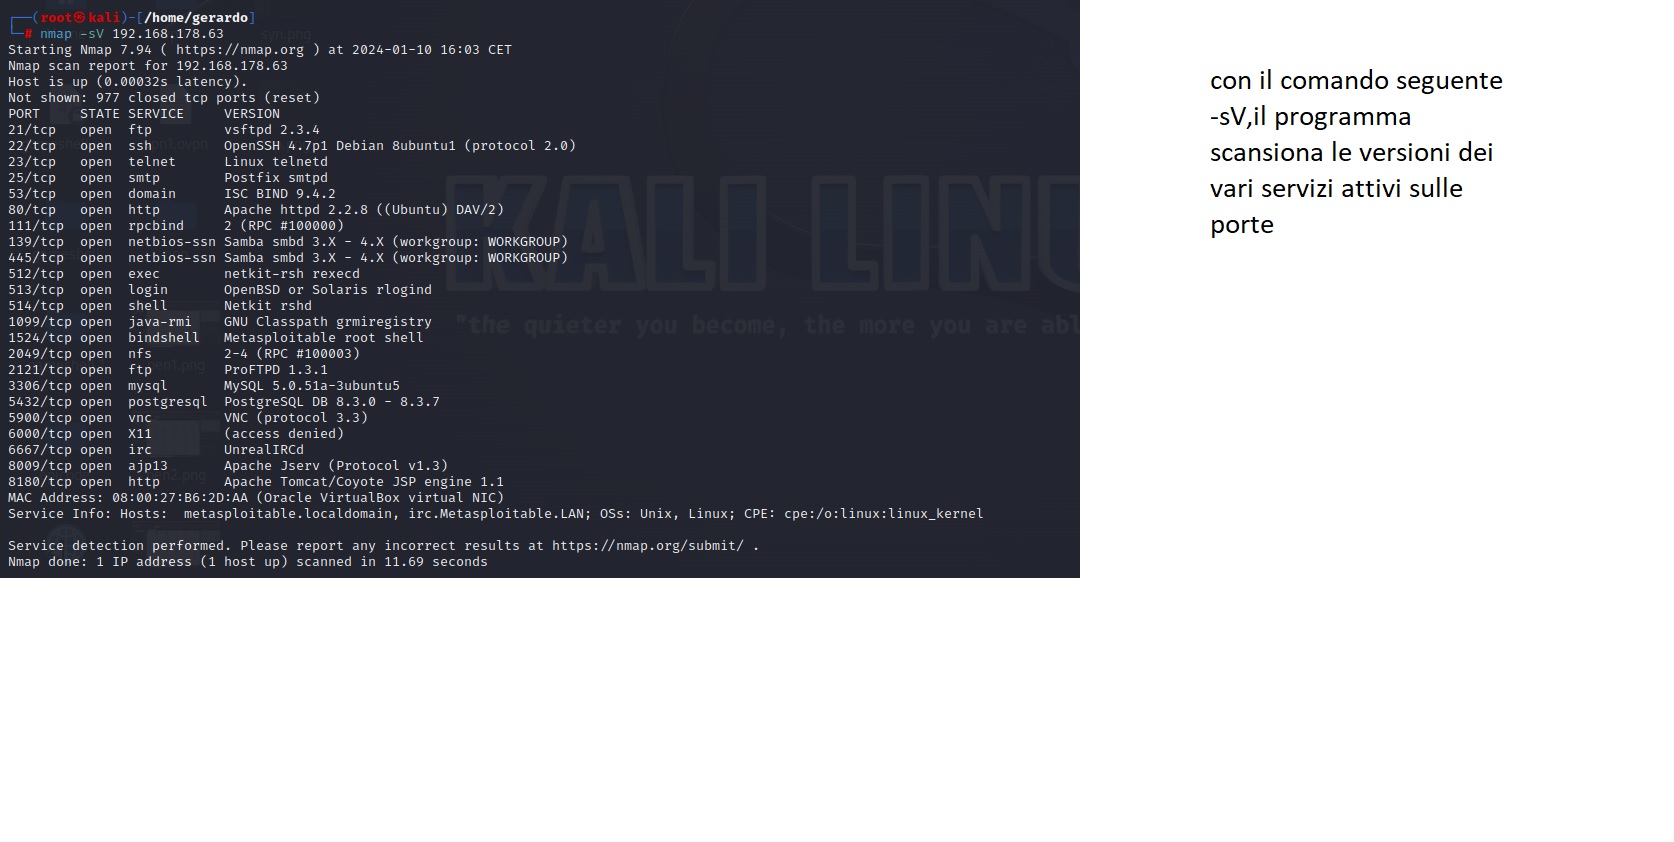 ┌──(root㉿kali)-[/home/gerardo]
└─# nmap -sV 192.168.178.63
Starting Nmap 7.94 ( https://nmap.org ) at 2024-01-10 16:03 CET
Nmap scan report for 192.168.178.63
Host is up (0.00032s latency).
Not shown: 977 closed tcp ports (reset)
PORT     STATE SERVICE     VERSION
21/tcp   open  ftp         vsftpd 2.3.4
22/tcp   open  ssh         OpenSSH 4.7p1 Debian 8ubuntu1 (protocol 2.0)
23/tcp   open  telnet      Linux telnetd
25/tcp   open  smtp        Postfix smtpd
53/tcp   open  domain      ISC BIND 9.4.2
80/tcp   open  http        Apache httpd 2.2.8 ((Ubuntu) DAV/2)
111/tcp  open  rpcbind     2 (RPC #100000)
139/tcp  open  netbios-ssn Samba smbd 3.X - 4.X (workgroup: WORKGROUP)
445/tcp  open  netbios-ssn Samba smbd 3.X - 4.X (workgroup: WORKGROUP)
512/tcp  open  exec        netkit-rsh rexecd
513/tcp  open  login       OpenBSD or Solaris rlogind
514/tcp  open  shell       Netkit rshd
1099/tcp open  java-rmi    GNU Classpath grmiregistry
1524/tcp open  bindshell   Metasploitable root shell
2049/tcp open  nfs         2-4 (RPC #100003)
2121/tcp open  ftp         ProFTPD 1.3.1
3306/tcp open  mysql       MySQL 5.0.51a-3ubuntu5
5432/tcp open  postgresql  PostgreSQL DB 8.3.0 - 8.3.7
5900/tcp open  vnc         VNC (protocol 3.3)
6000/tcp open  X11         (access denied)
6667/tcp open  irc         UnrealIRCd
8009/tcp open  ajp13       Apache Jserv (Protocol v1.3)
8180/tcp open  http        Apache Tomcat/Coyote JSP engine 1.1
MAC Address: 08:00:27:B6:2D:AA (Oracle VirtualBox virtual NIC)
Service Info: Hosts:  metasploitable.localdomain, irc.Metasploitable.LAN; OSs: Unix, Linux; CPE: cpe:/o:linux:linux_kernel
Service detection performed. Please report any incorrect results at https://nmap.org/submit/ .
Nmap done: 1 IP address (1 host up) scanned in 11.69 seconds
KALI LINU
"the quieter you become, the more you are abl
con il comando seguente
-sV,il programma
scansiona le versioni dei
vari servizi attivi sulle
porte